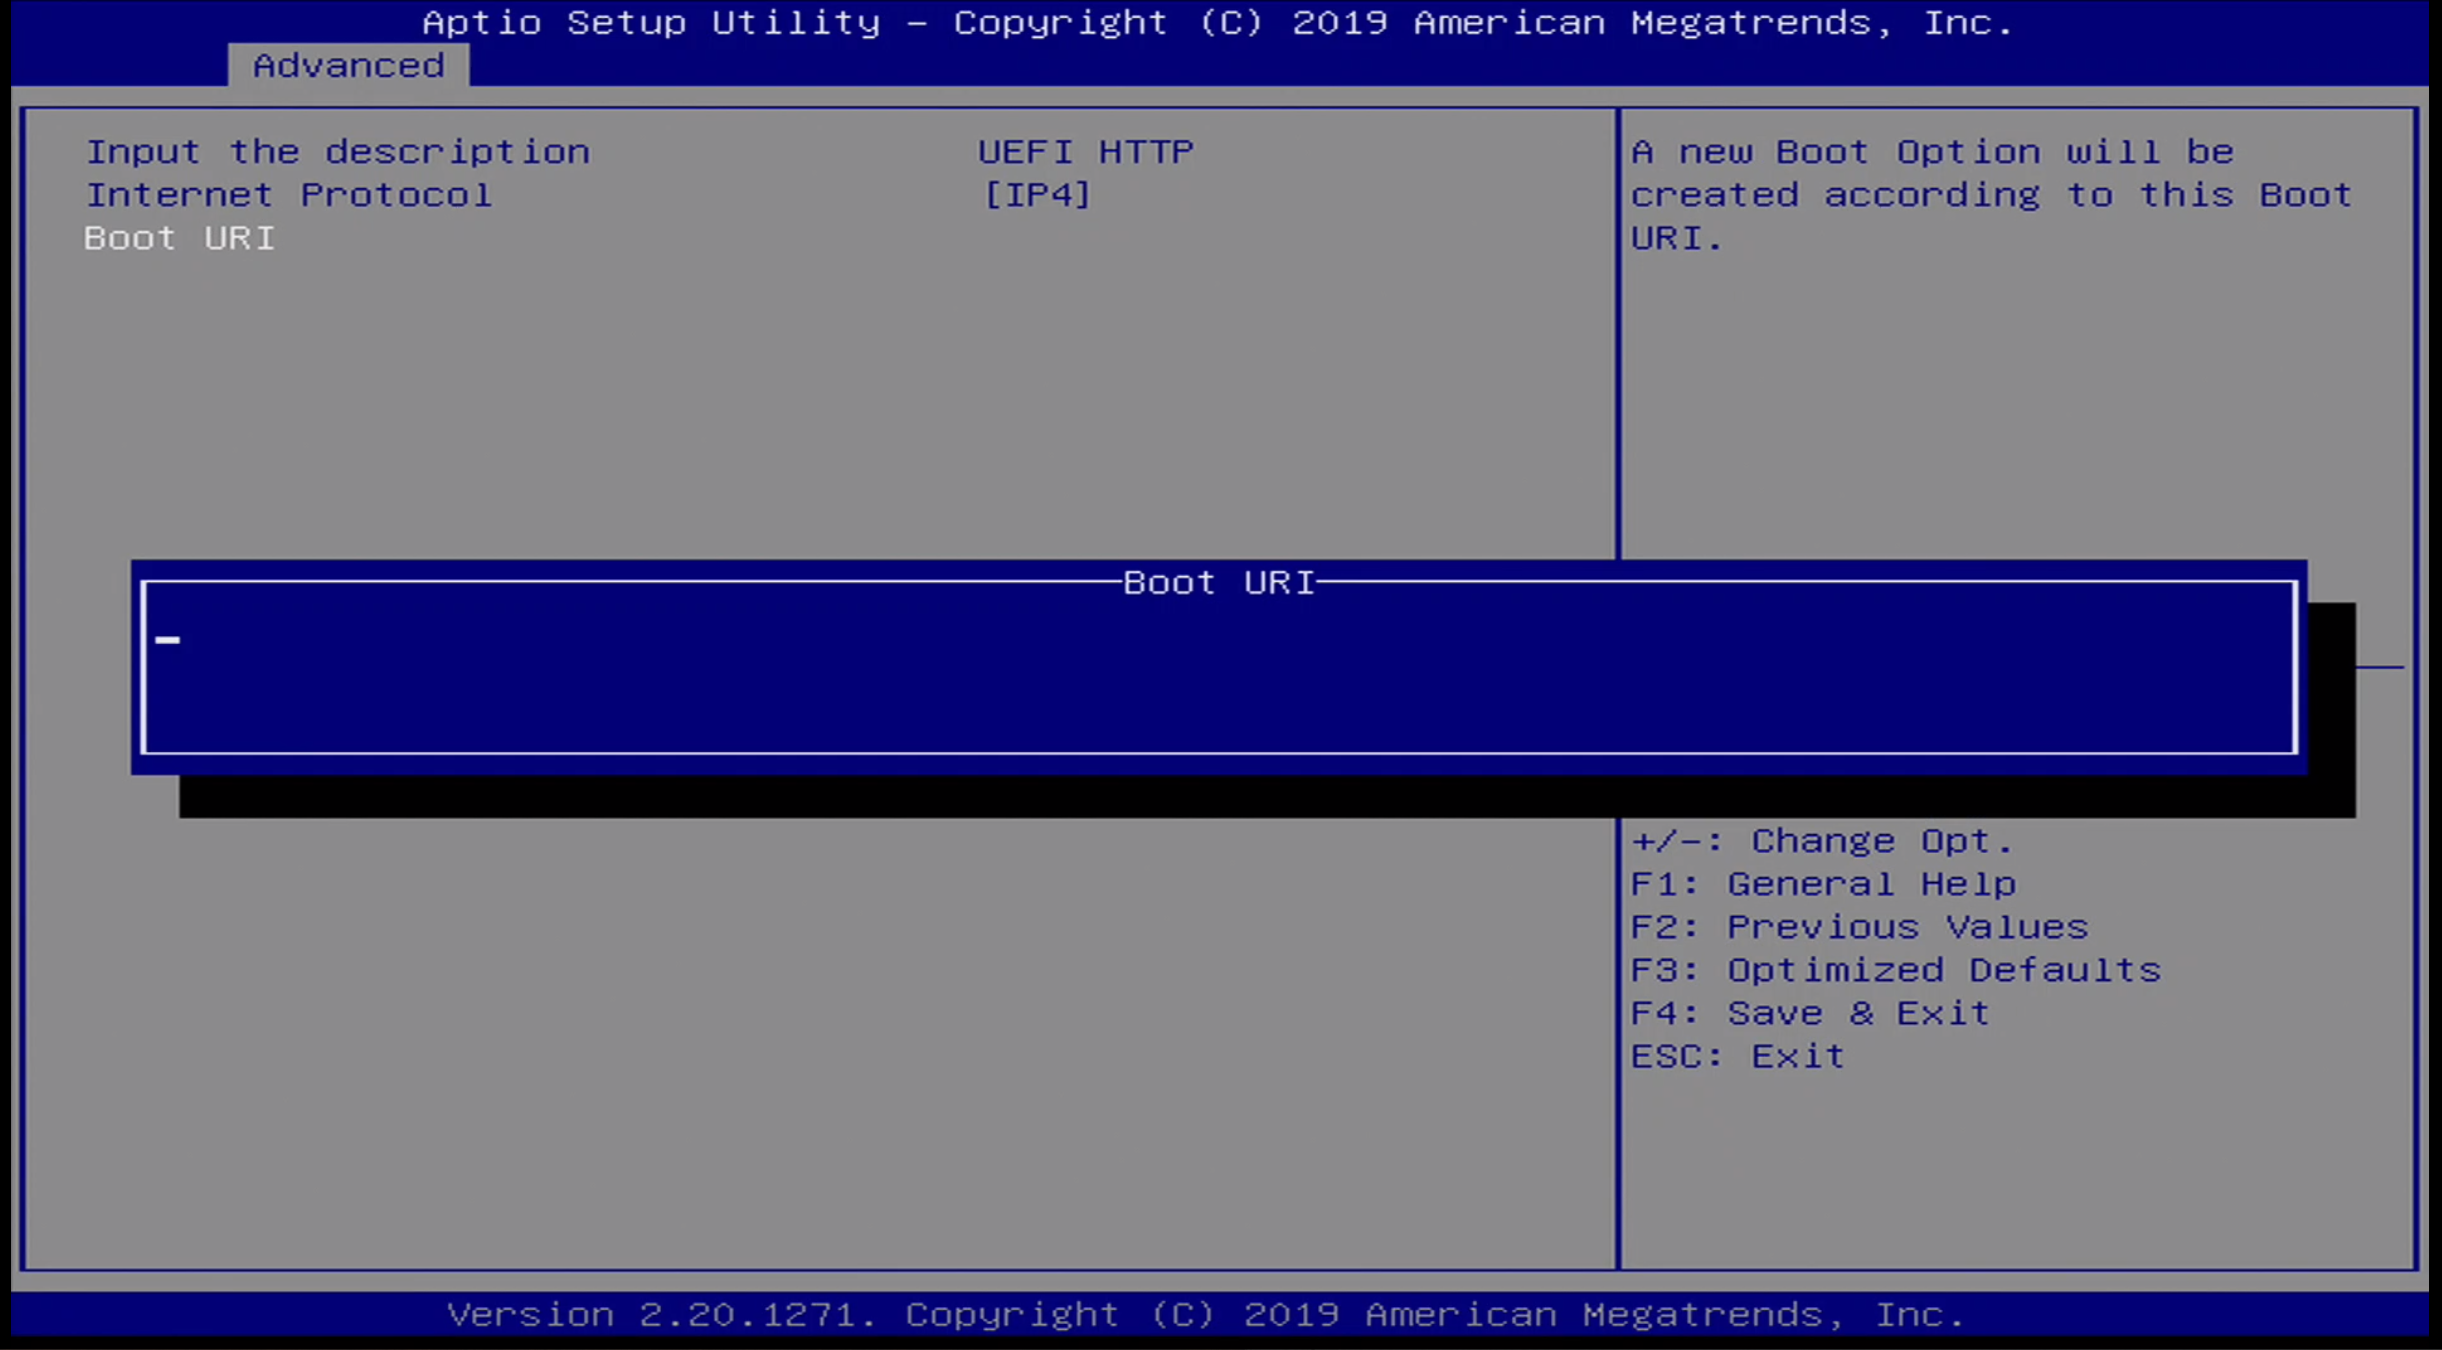 Aptio Setup Utility – Copyright (C) 2019 American Megatrends, Inc.
Advanced
Input the description UEFI HTTP
Internet Protocol [IP4]
Boot URI
A new Boot Option will be
created according to this Boot
URI.
Boot URI
+/-: Change Opt.
F1: General Help
F2: Previous Values
F3: Optimized Defaults
F4: Save & Exit
ESC: Exit
Version 2.20.1271. Copyright (C) 2019 American Megatrends, Inc.